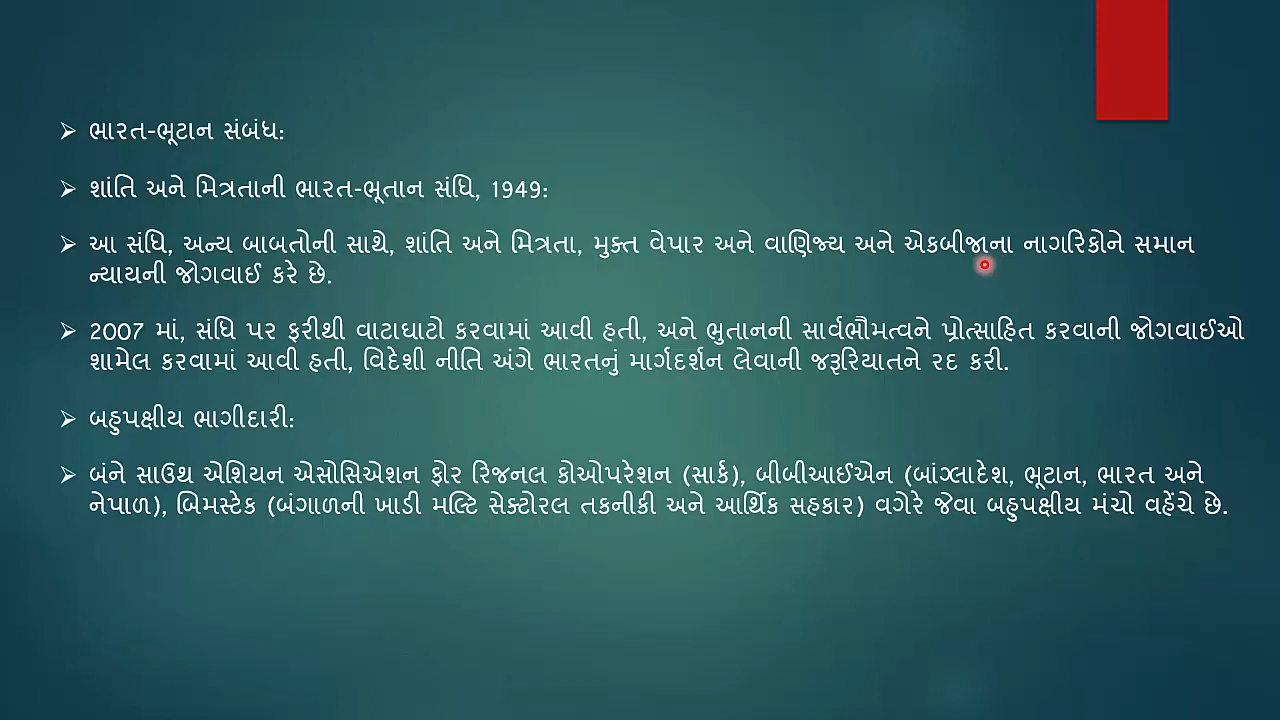 ➢ ભારત-ભૂટાન સંબંધ:
➢ શાંતિ અને મિત્રતાની ભારત-ભૂતાન સંધિ, 1949:
➢ આ સંધિ, અન્ય બાબતોની સાથે, શાંતિ અને મિત્રતા, મુક્ત વેપાર અને વાણિજ્ય અને એકબીજાના નાગરિકોને સમાન
ન્યાયની જોગવાઈ કરે છે.
➢ 2007 માં, સંધિ પર ફરીથી વાટાઘાટો કરવામાં આવી હતી, અને ભુતાનની સાર્વભૌમત્વને પ્રોત્સાહિત કરવાની જોગવાઈઓ
શામેલ કરવામાં આવી હતી, વિદેશી નીતિ અંગે ભારતનું માર્ગદર્શન લેવાની જરૂરિયાતને રદ કરી.
➢ બહુપક્ષીય ભાગીદારી:
➢ બંને સાઉથ એશિયન એસોસિએશન ફોર રિજનલ કોઓપરેશન (સાર્ક), બીબીઆઈએન (બાંગ્લાદેશ, ભૂટાન, ભારત અને
નેપાળ), બિમસ્ટેક (બંગાળની ખાડી મલ્ટિ સેક્ટોરલ તકનીકી અને આર્થિક સહકાર) વગેરે જેવા બહુપક્ષીય મંચો વહેંચે છે.